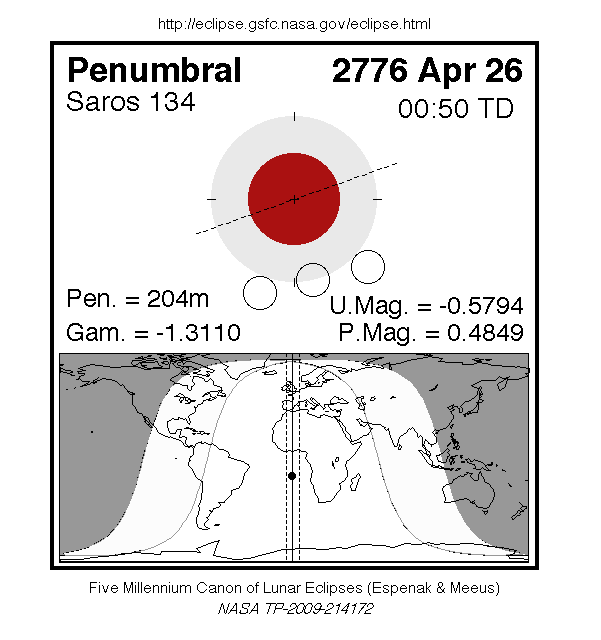 http://eclipse.gsfc.nasa.gov/eclipse.html
Penumbral 2776 Apr 26
Saros 134 00:50 TD
Pen. = 204m U.Mag. = -0.5794
Gam. = -1.3110 P.Mag. = 0.4849
Five Millennium Canon of Lunar Eclipses (Espenak & Meeus)
NASA TP-2009-214172